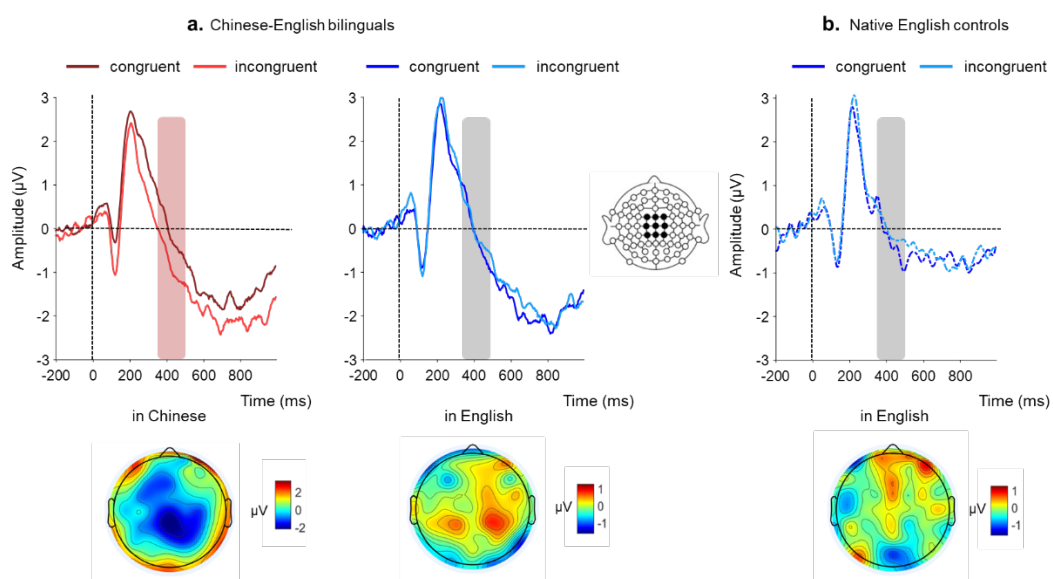 a. Chinese-English bilinguals
b. Native English controls
congruent incongruent congruent incongruent congruent incongruent
3 3 3
2 2 2
1 1 1
0 0 0
-1 -1 -1
-2 -2 -2
-3 -3 -3
Amplitude (µV) Amplitude (µV)
-200 0 200 400 600 800 -200 0 200 400 600 800 -200 0 200 400 600 800
Time (ms) Time (ms) Time (ms)
in Chinese in English in English
µV 2 0 -2
µV 1 0 -1
µV 1 0 -1